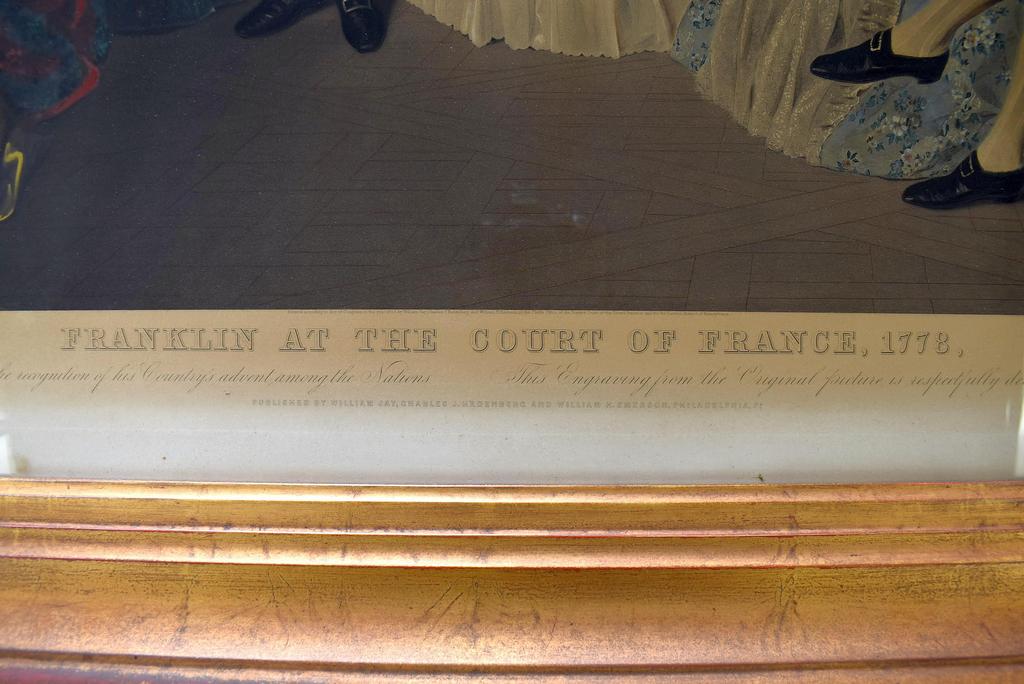 FRANKLIN AT THE COURT OF FRANCE, 1778,
recognition of his Country's advent among the Nations This Engraving from the Original picture is respectfully
PUBLISHED BY WILLIAM JAY, CHARLES J. HEDENBERG AND WILLIAM H. EMERSON, PHILADELPHIA, PA